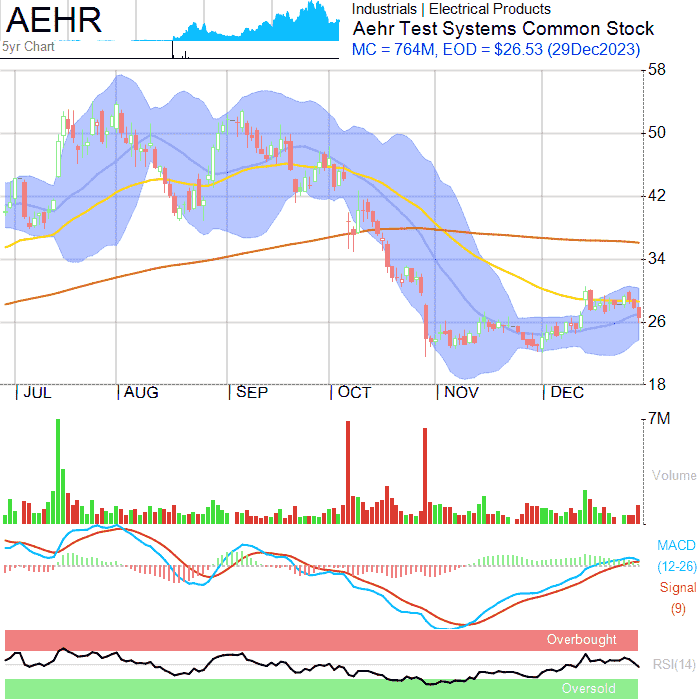 AEHR
5yr Chart
Industrials | Electrical Products
Aehr Test Systems Common Stock
MC = 764M, EOD = $26.53 (29Dec2023)
58
50
42
34
26
18
JUL AUG SEP OCT NOV DEC
7M
Volume
MACD
(12-26)
Signal
(9)
Overbought
RSI(14)
Oversold